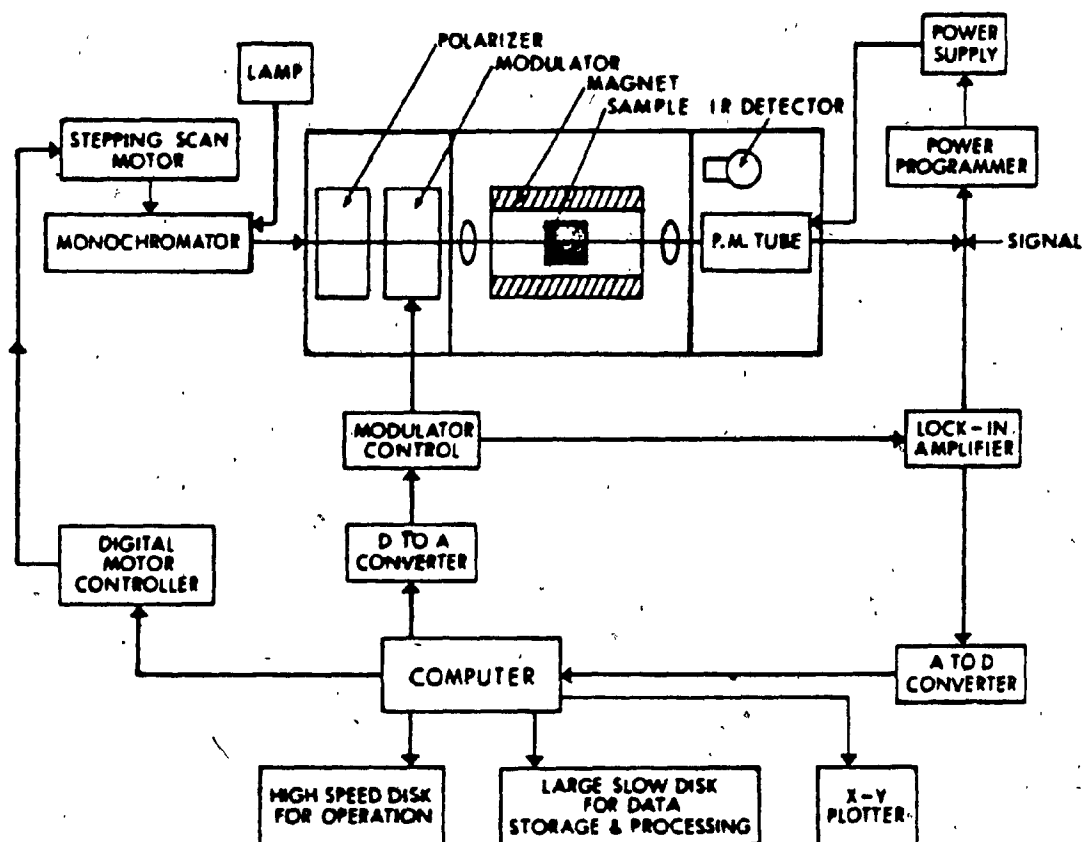 POLARIZER
MODULATOR
MAGNET
SAMPLE IR DETECTOR
LAMP
POWER
SUPPLY
STEPPING SCAN
MOTOR
POWER
PROGRAMMER
MONOCHROMATOR
P.M. TUBE
SIGNAL
MODULATOR
CONTROL
LOCK-IN
AMPLIFIER
D TO A
CONVERTER
DIGITAL
MOTOR
CONTROLLER
COMPUTER
A TO D
CONVERTER
HIGH SPEED DISK
FOR OPERATION
LARGE SLOW DISK
FOR DATA
STORAGE & PROCESSING
X-Y
PLOTTER